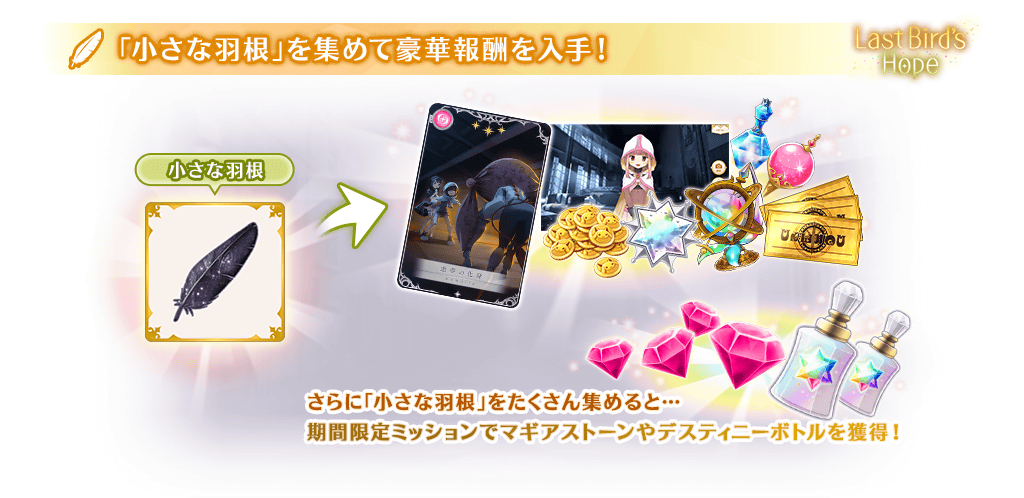 「小さな羽根」を集めて豪華報酬を入手!
Last Bird's
Hope
小さな羽根
さらに「小さな羽根」をたくさん集めると…
期間限定ミッションでマギアストーンやデスティニーボトルを獲得!